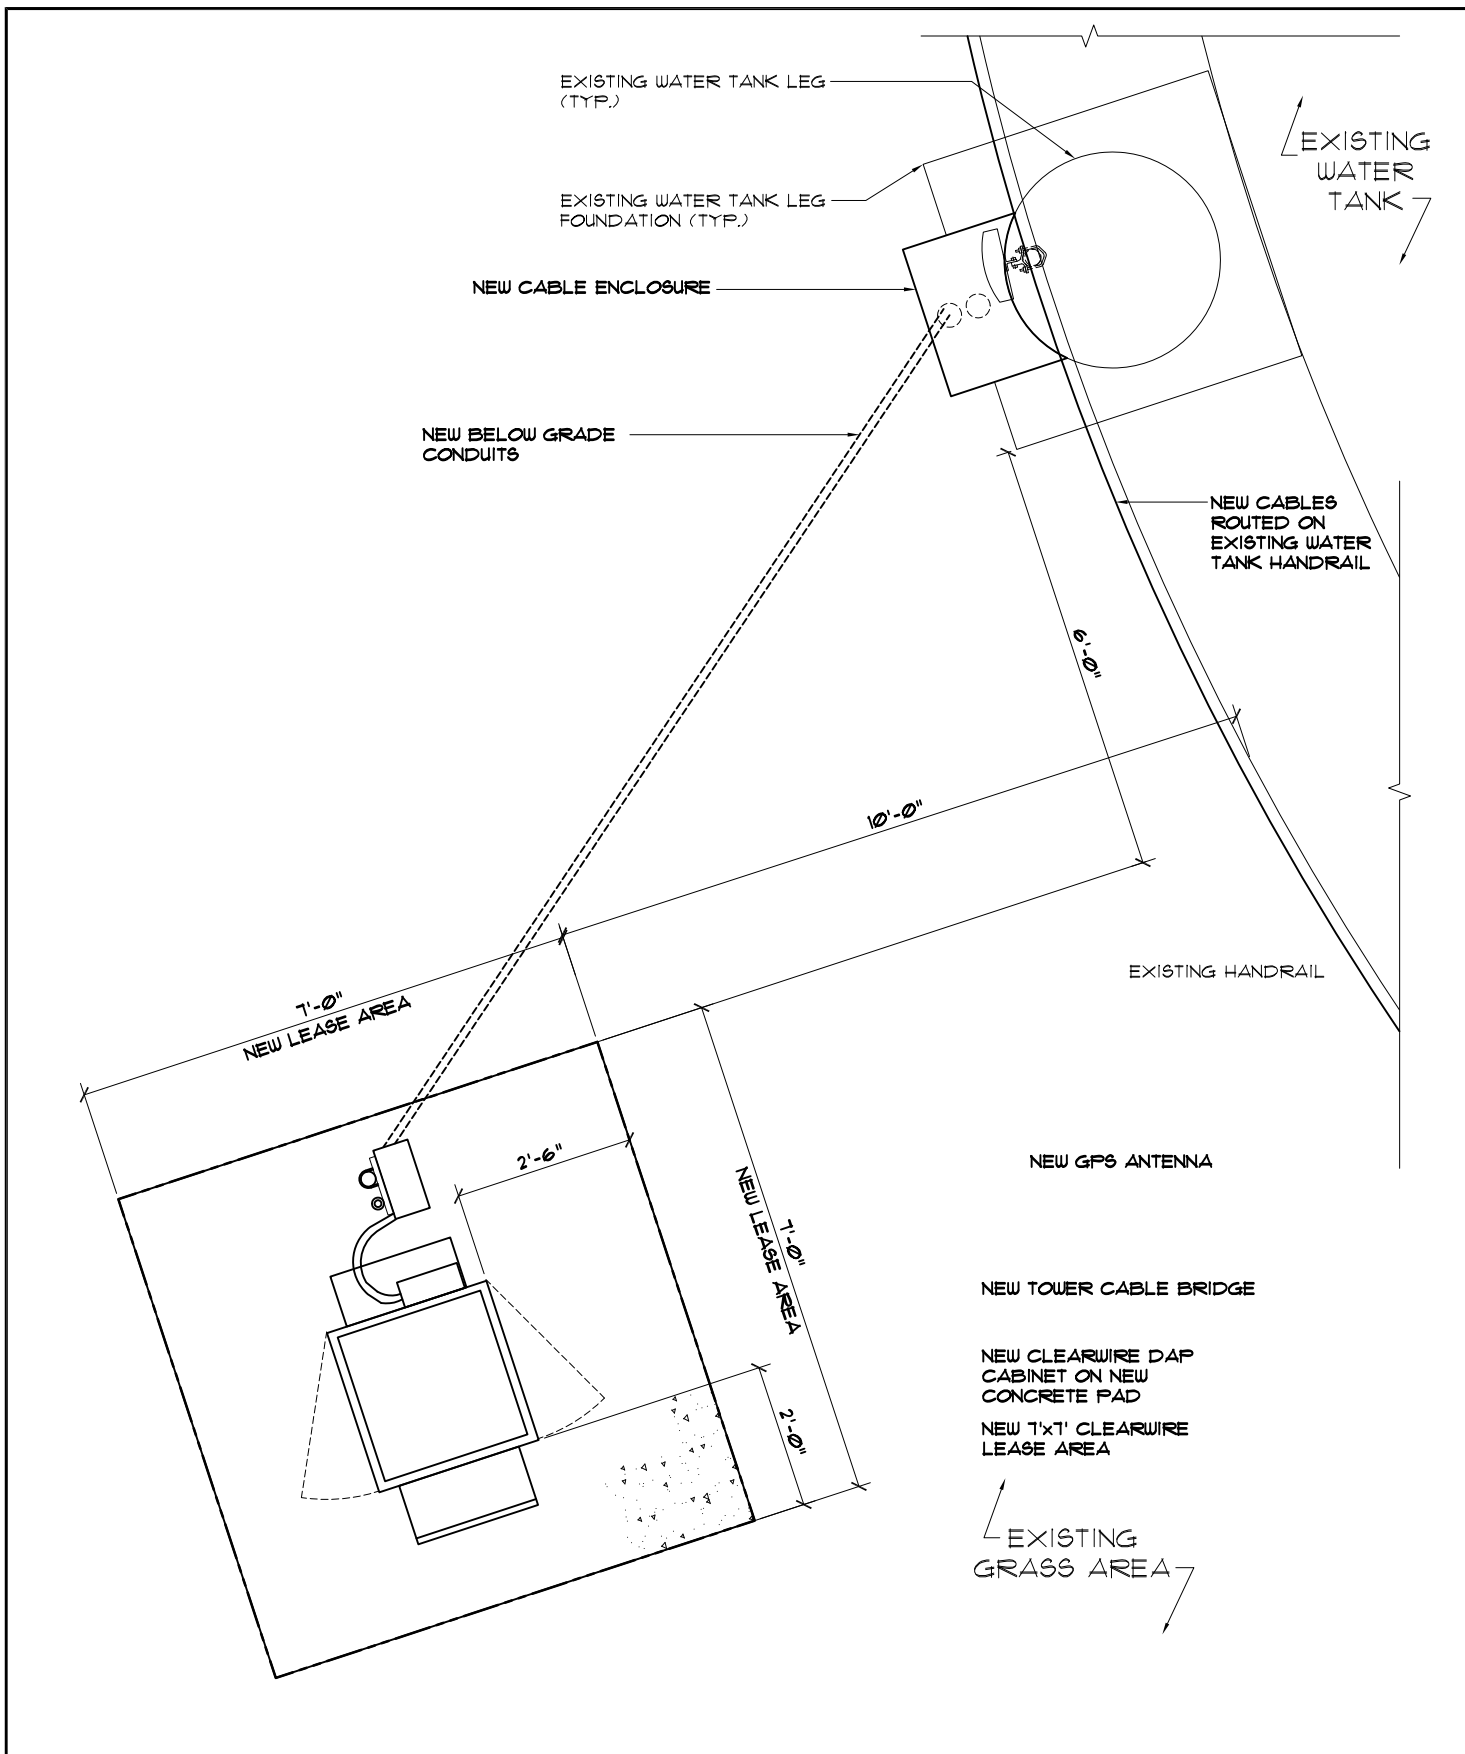 EXISTING WATER TANK LEG
(TYP.)
EXISTING
WATER
TANK
EXISTING WATER TANK LEG
FOUNDATION (TYP.)
NEW CABLE ENCLOSURE
NEW BELOW GRADE
CONDUITS
NEW CABLES
ROUTED ON
EXISTING WATER
TANK HANDRAIL
6'-0"
10'-0"
EXISTING HANDRAIL
7'-0"
NEW LEASE AREA
2'-6"
7'-0"
NEW LEASE AREA
NEW GPS ANTENNA
NEW TOWER CABLE BRIDGE
NEW CLEARWIRE DAP
CABINET ON NEW
CONCRETE PAD
2'-0"
NEW 7'x7' CLEARWIRE
LEASE AREA
EXISTING
GRASS AREA